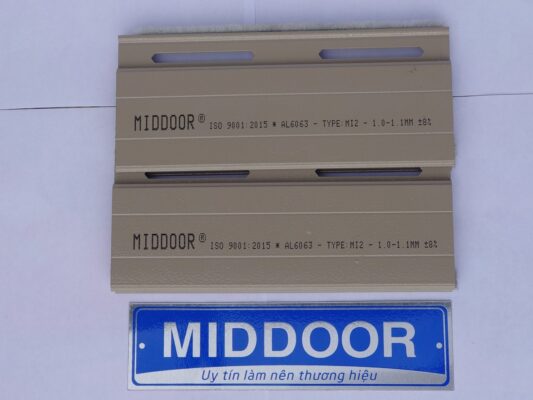 MIDDOOR® ISO 9001:2015 * AL6063 - TYPE:MI2 - 1.0-1.1MM ±8%
MIDDOOR® ISO 9001:2015 * AL6063 - TYPE:MI2 - 1.0-1.1MM ±8%
MIDDOOR
Uy tín làm nên thương hiệu